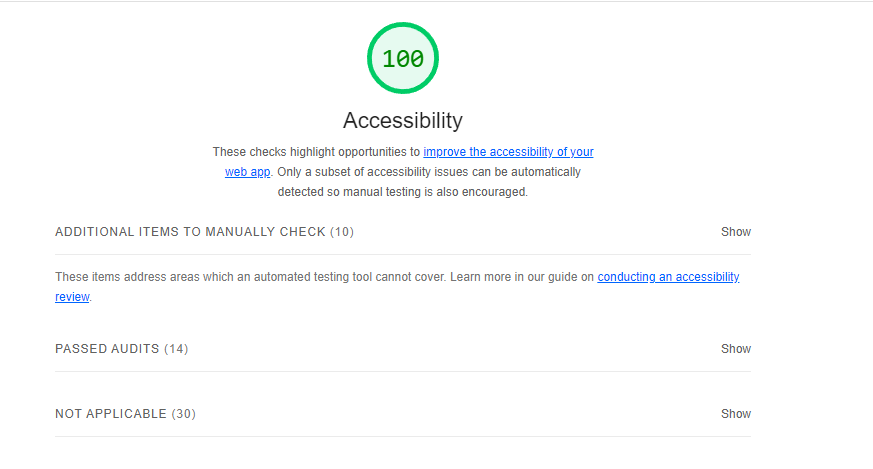 100
Accessibility
These checks highlight opportunities to improve the accessibility of your
web app. Only a subset of accessibility issues can be automatically
detected so manual testing is also encouraged.
ADDITIONAL ITEMS TO MANUALLY CHECK (10) Show
These items address areas which an automated testing tool cannot cover. Learn more in our guide on conducting an accessibility
review.
PASSED AUDITS (14) Show
NOT APPLICABLE (30) Show